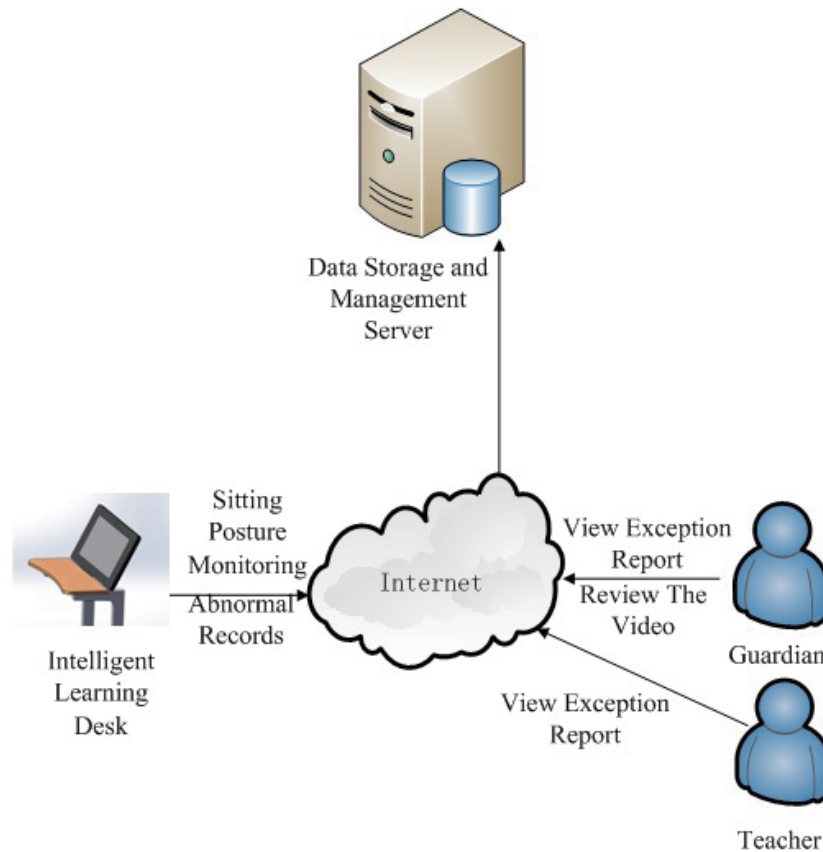 Data Storage and
Management
Server
Sitting
Posture
Monitoring
Abnormal
Records
Internet
View Exception
Report
Review The
Video
Intelligent
Learning
Desk
Guardian
View Exception
Report
Teacher